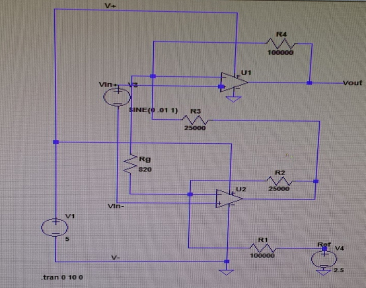 V+
R4
100000
U1
Vin+
V3
Vout
SINE(0 .01 1)
R3
25000
Rg
820
R2
25000
U2
Vin-
V1
5
R1
100000
Ref
V4
2.5
V-
.tran 0 10 0